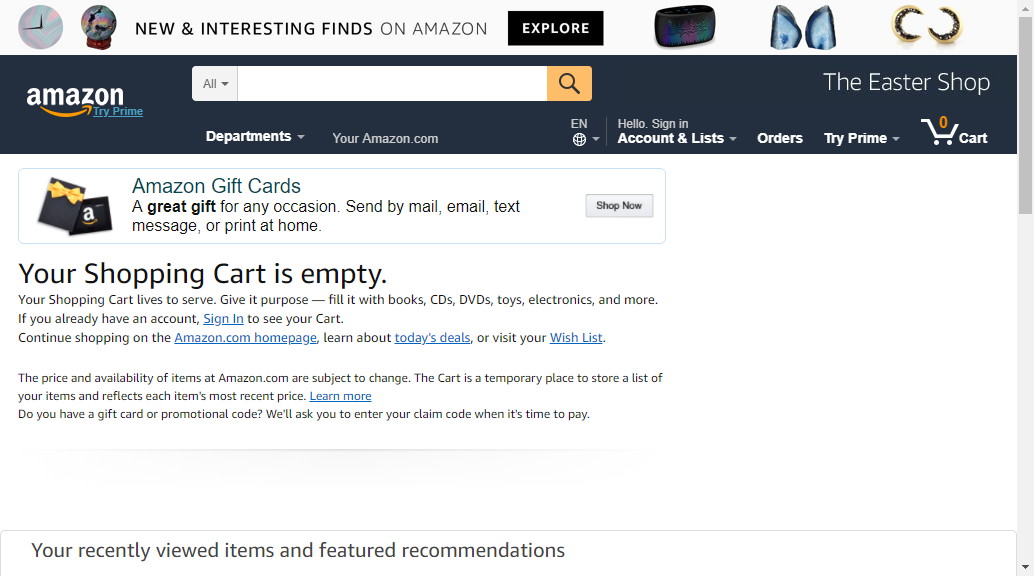 NEW & INTERESTING FINDS ON AMAZON EXPLORE
All
The Easter Shop
amazon
Try Prime
Departments
Your Amazon.com
EN
Hello. Sign in
Account & Lists
Orders
Try Prime
0
Cart
Amazon Gift Cards
A great gift for any occasion. Send by mail, email, text
message, or print at home.
Shop Now
a
Your Shopping Cart is empty.
Your Shopping Cart lives to serve. Give it purpose — fill it with books, CDs, DVDs, toys, electronics, and more.
If you already have an account, Sign In to see your Cart.
Continue shopping on the Amazon.com homepage, learn about today's deals, or visit your Wish List.
The price and availability of items at Amazon.com are subject to change. The Cart is a temporary place to store a list of
your items and reflects each item's most recent price. Learn more
Do you have a gift card or promotional code? We'll ask you to enter your claim code when it's time to pay.
Your recently viewed items and featured recommendations